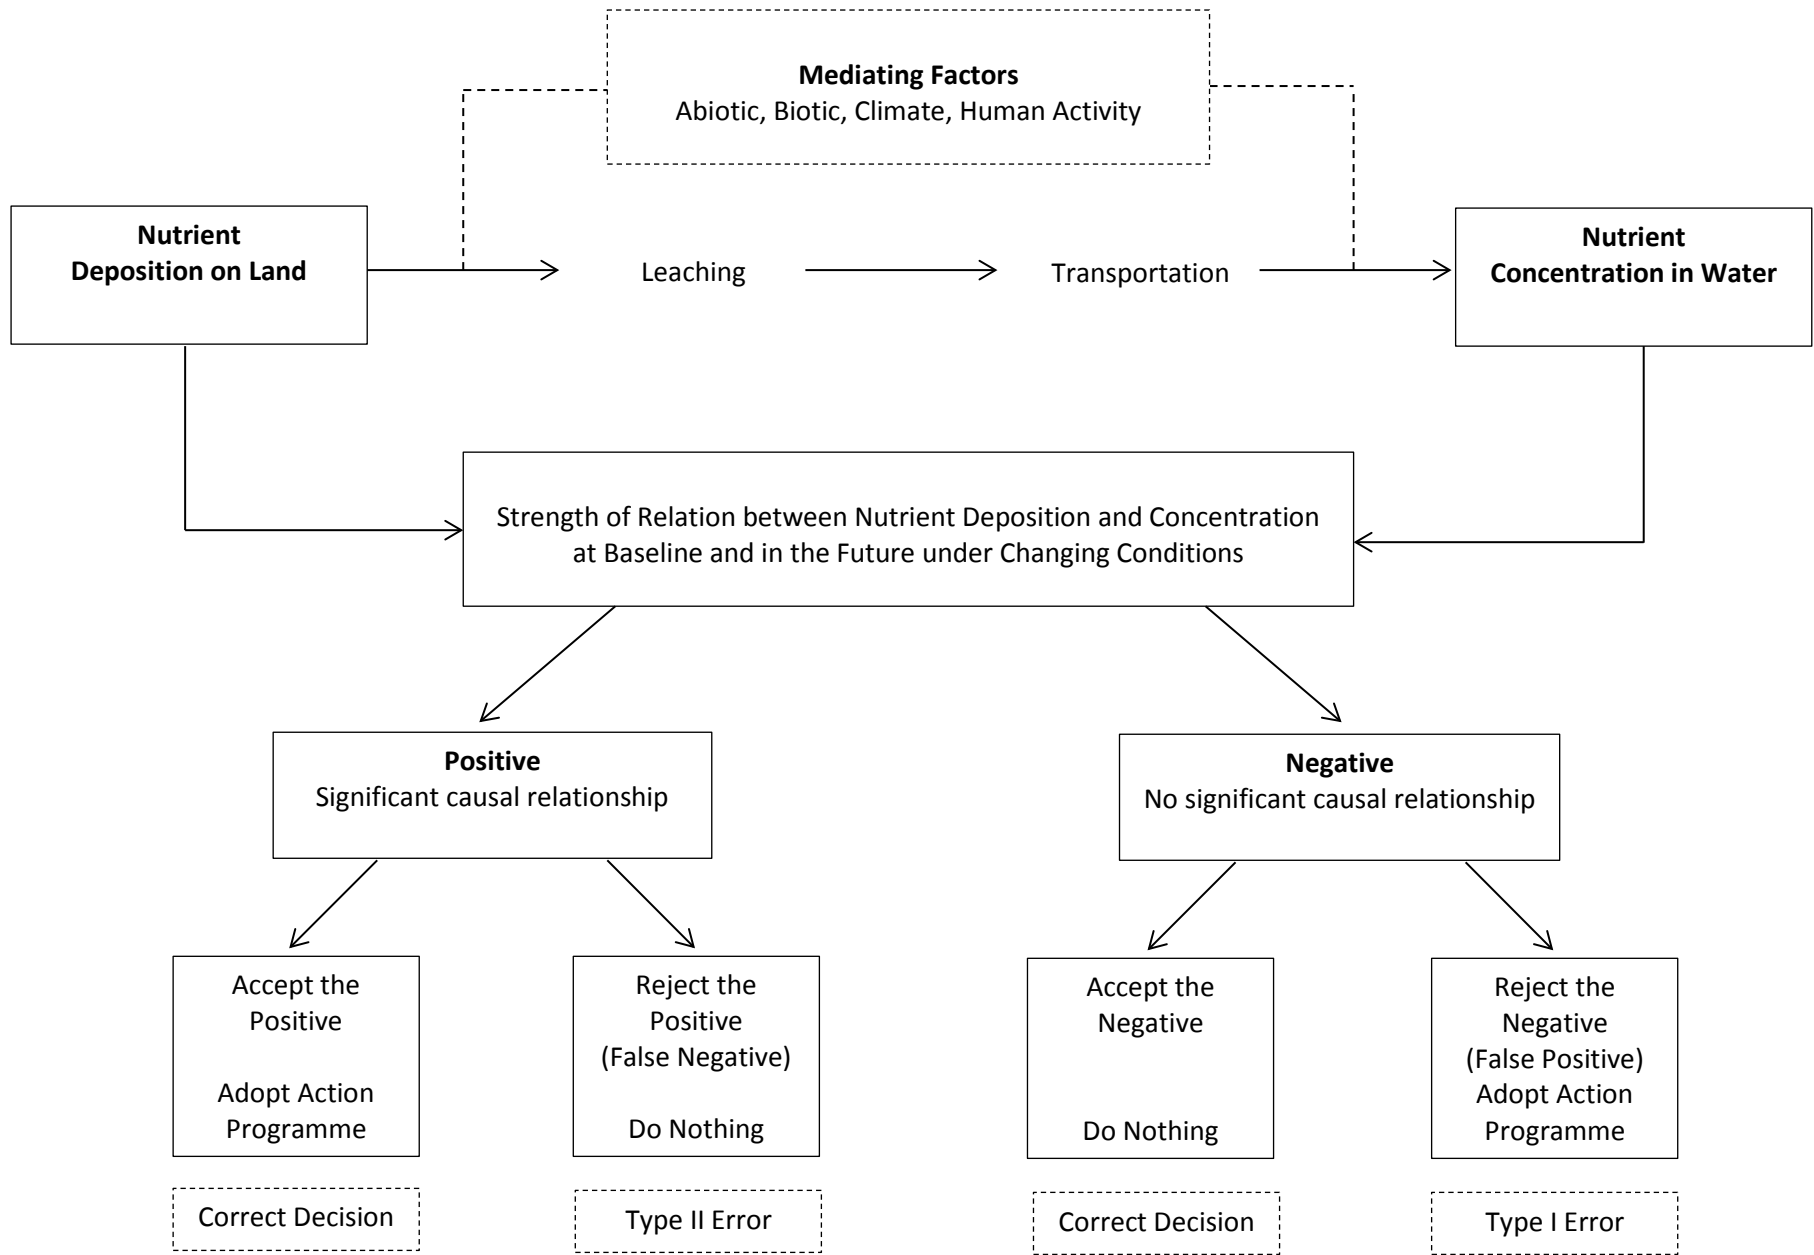 Mediating Factors
Abiotic, Biotic, Climate, Human Activity
Nutrient
Deposition on Land
Leaching
Transportation
Nutrient
Concentration in Water
Strength of Relation between Nutrient Deposition and Concentration
at Baseline and in the Future under Changing Conditions
Positive
Significant causal relationship
Negative
No significant causal relationship
Accept the
Positive
Adopt Action
Programme
Reject the
Positive
(False Negative)
Do Nothing
Accept the
Negative
Do Nothing
Reject the
Negative
(False Positive)
Adopt Action
Programme
Correct Decision
Type II Error
Correct Decision
Type I Error